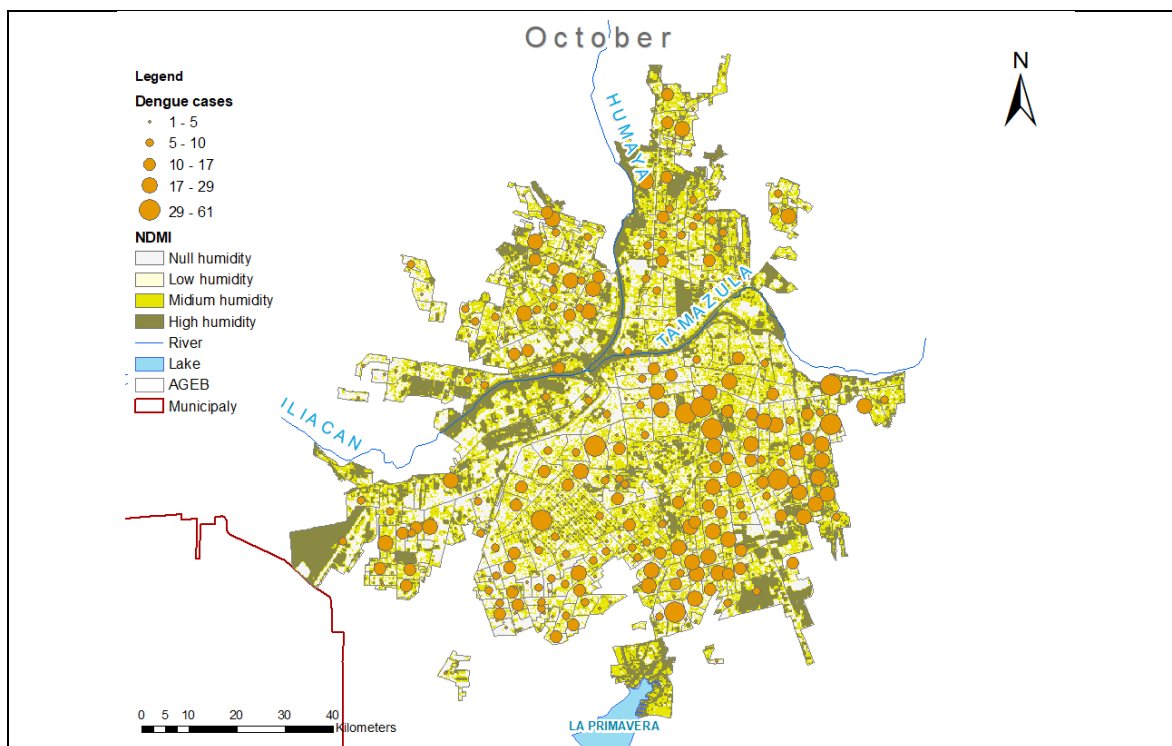 October
N
Legend
Dengue cases
1 - 5
5 - 10
10 - 17
17 - 29
29 - 61
NDMI
Null humidity
Low humidity
Midium humidity
High humidity
River
Lake
AGEB
Municipaly
HUMAYA
TAMAZULA
ILIACAN
LA PRIMAVERA
0 5 10 20 30 40
Kilometers